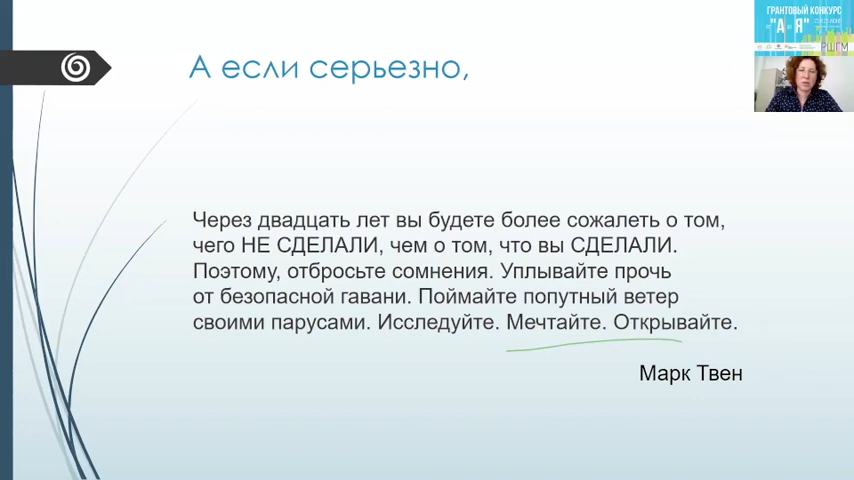 ГРАНТОВЫЙ КОНКУРС
А если серьезно,
Через двадцать лет вы будете более сожалеть о том,
чего НЕ СДЕЛАЛИ, чем о том, что вы СДЕЛАЛИ.
Поэтому, отбросьте сомнения. Уплывайте прочь
от безопасной гавани. Поймайте попутный ветер
своими парусами. Исследуйте. Мечтайте. Открывайте.
Марк Твен